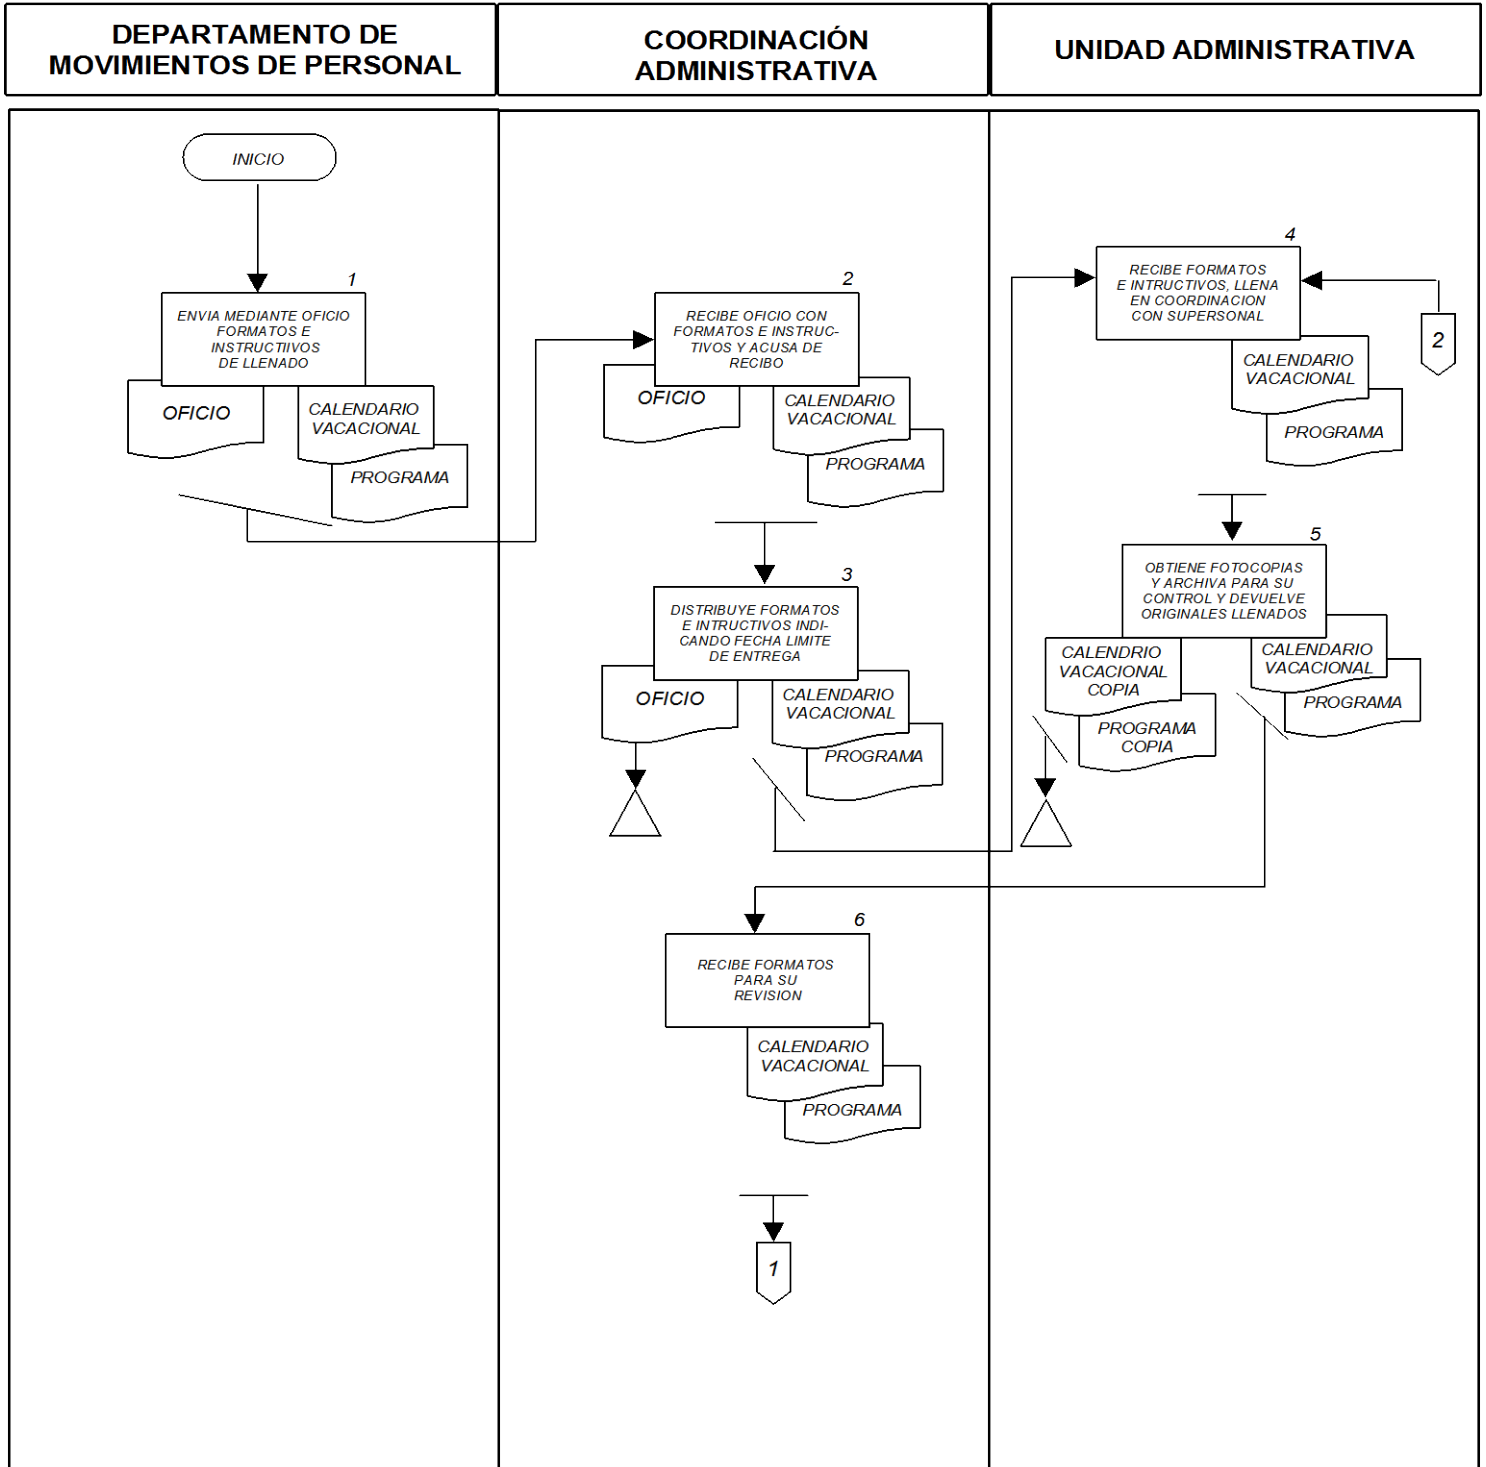 DEPARTAMENTO DE
MOVIMIENTOS DE PERSONAL
COORDINACIÓN
ADMINISTRATIVA
UNIDAD ADMINISTRATIVA
INICIO
1
ENVIA MEDIANTE OFICIO
FORMATOS E
INSTRUCTIIVOS
DE LLENADO
OFICIO
CALENDARIO
VACACIONAL
PROGRAMA
2
RECIBE OFICIO CON
FORMATOS E INSTRUC-
TIVOS Y ACUSA DE
RECIBO
OFICIO
CALENDARIO
VACACIONAL
PROGRAMA
3
DISTRIBUYE FORMATOS
E INTRUCTIVOS INDI-
CANDO FECHA LIMITE
DE ENTREGA
OFICIO
CALENDARIO
VACACIONAL
PROGRAMA
4
RECIBE FORMATOS
E INTRUCTIVOS, LLENA
EN COORDINACION
CON SUPERSONAL
2
CALENDARIO
VACACIONAL
PROGRAMA
5
OBTIENE FOTOCOPIAS
Y ARCHIVA PARA SU
CONTROL Y DEVUELVE
ORIGINALES LLENADOS
CALENDRIO
VACACIONAL
COPIA
PROGRAMA
COPIA
CALENDARIO
VACACIONAL
PROGRAMA
6
RECIBE FORMATOS
PARA SU
REVISION
CALENDARIO
VACACIONAL
PROGRAMA
1